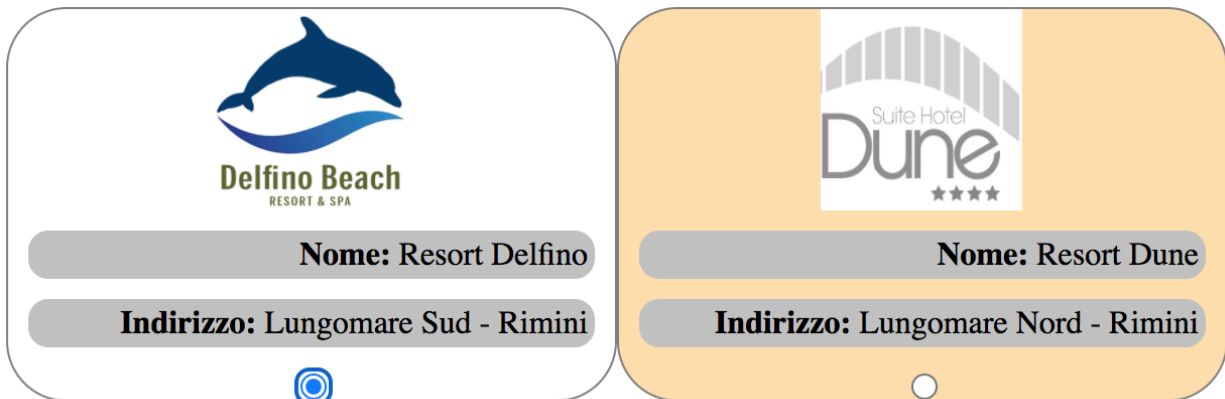 Delfino Beach
RESORT & SPA
Nome: Resort Delfino
Indirizzo: Lungomare Sud - Rimini
Suite Hotel
Dune
Nome: Resort Dune
Indirizzo: Lungomare Nord - Rimini